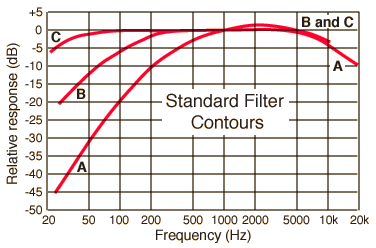 +5
0
-5
-10
-15
-20
-25
-30
-35
-40
-45
-50
Relative response (dB)
C
B
A
B and C
A
Standard Filter
Contours
20 50 100 200 500 1000 2000 5000 10k 20k
Frequency (Hz)